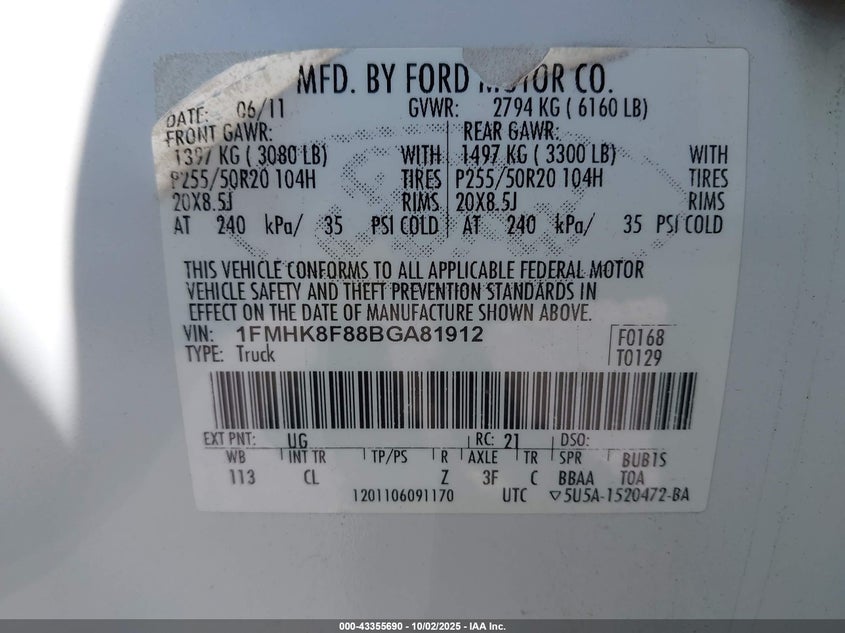 MFD. BY FORD MOTOR CO.
DATE: 06/11 GVWR: 2794 KG ( 6160 LB)
FRONT GAWR: REAR GAWR:
1397 KG ( 3080 LB) WITH 1497 KG ( 3300 LB) WITH
P255/50R20 104H TIRES P255/50R20 104H TIRES
20X8.5J RIMS 20X8.5J RIMS
AT 240 kPa/ 35 PSI COLD AT 240 kPa/ 35 PSI COLD
THIS VEHICLE CONFORMS TO ALL APPLICABLE FEDERAL MOTOR
VEHICLE SAFETY AND THEFT PREVENTION STANDARDS IN
EFFECT ON THE DATE OF MANUFACTURE SHOWN ABOVE.
VIN: 1FMHK8F88BGA81912 F0168
TYPE: Truck T0129
EXT PNT: UG RC: 21 DSO:
WB INT TR TP/PS R AXLE TR SPR BUB1S
113 CL Z 3F C BBAA TOA
1201106091170 UTC ▽5U5A-1520472-BA
000-43355690 - 10/02/2025 - IAA Inc.